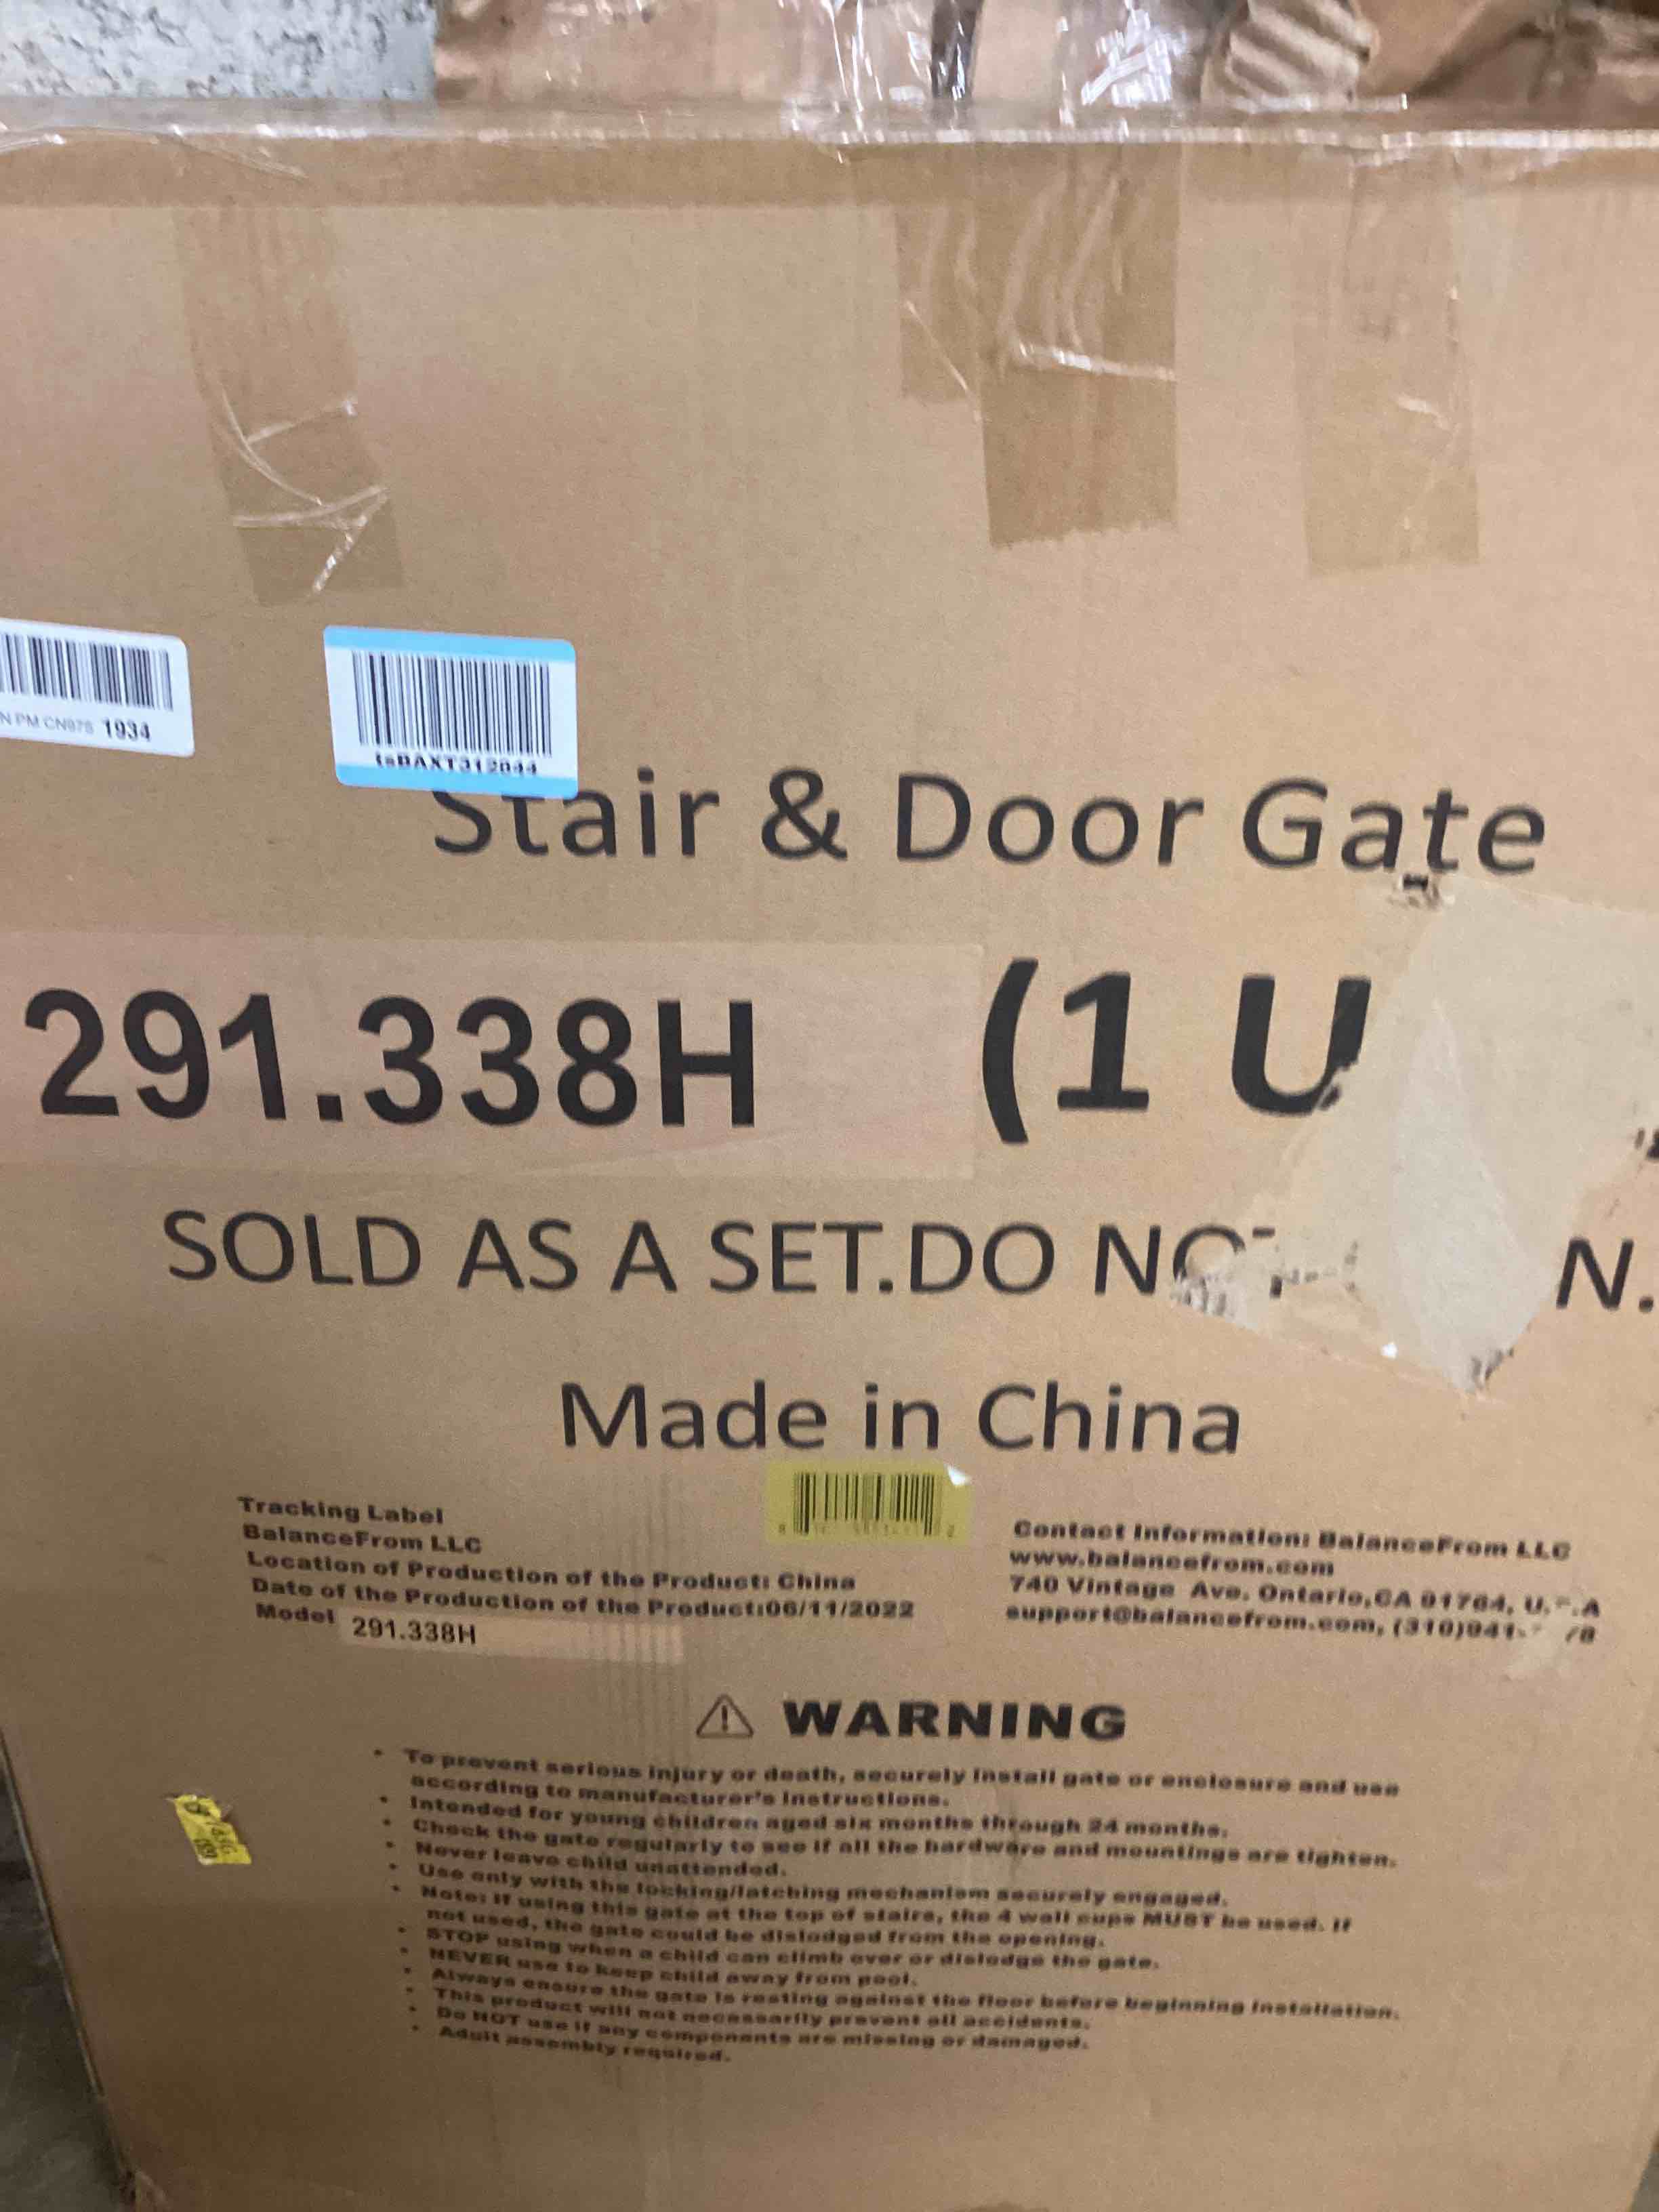 N PM CN975 1934
tsDAXT312044
Stair & Door Gate
291.338H (1 U
SOLD AS A SET.DO NOT N.
Made in China
Tracking Label
BalanceFrom LLC
Location of Production of the Product: China
Date of the Production of the Product:06/11/2022
Model 291.338H
Contact Information: BalanceFrom LLC
www.balancefrom.com
740 Vintage Ave. Ontario,CA 91764, U. .A
support@balancefrom.com, (310)941- 78
WARNING
• To prevent serious injury or death, securely install gate or enclosure and use
according to manufacturer's instructions.
• Intended for young children aged six months through 24 months.
• Check the gate regularly to see if all the hardware and mountings are tighten.
• Never leave child unattended.
• Use only with the locking/latching mechanism securely engaged.
• Note: If using this gate at the top of stairs, the 4 wall cups MUST be used. If
not used, the gate could be dislodged from the opening.
• STOP using when a child can climb over or dislodge the gate.
• NEVER use to keep child away from pool.
• Always ensure the gate is resting against the floor before beginning installation.
• This product will not necessarily prevent all accidents.
• Do NOT use if any components are missing or damaged.
• Adult assembly required.